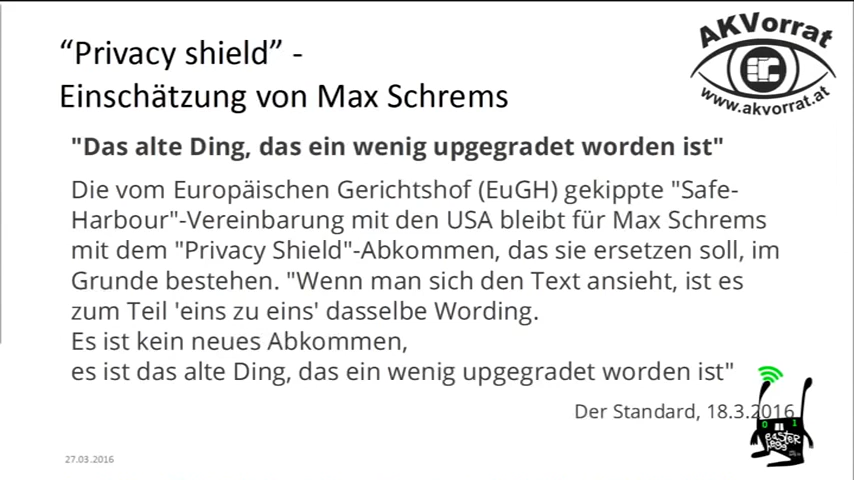 “Privacy shield” -
Einschätzung von Max Schrems
AKVorrat
www.akvorrat.at
"Das alte Ding, das ein wenig upgegradet worden ist"
Die vom Europäischen Gerichtshof (EuGH) gekippte "Safe-
Harbour"-Vereinbarung mit den USA bleibt für Max Schrems
mit dem "Privacy Shield"-Abkommen, das sie ersetzen soll, im
Grunde bestehen. "Wenn man sich den Text ansieht, ist es
zum Teil 'eins zu eins' dasselbe Wording.
Es ist kein neues Abkommen,
es ist das alte Ding, das ein wenig upgegradet worden ist"
Der Standard, 18.3.2016
0 1
easter
hegg
27.03.2016